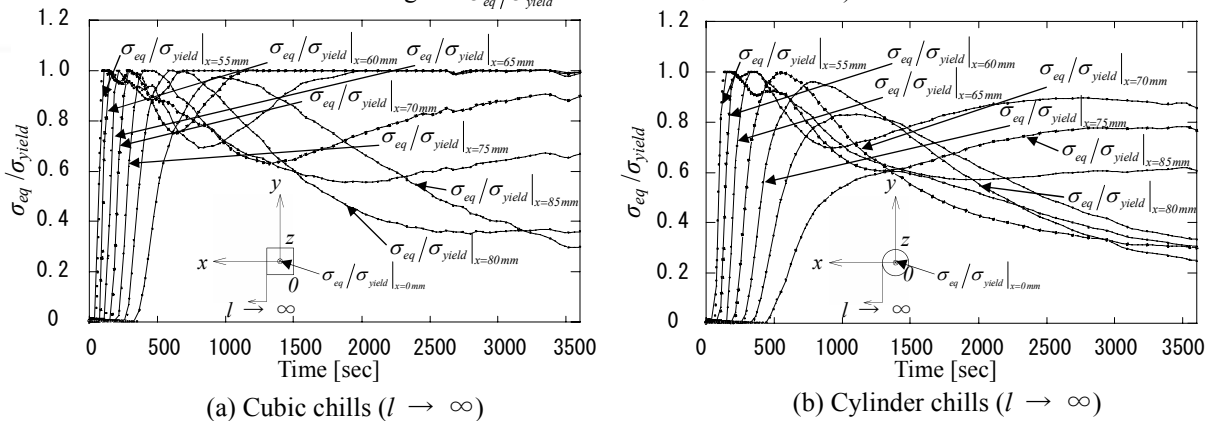 σeq/σyield
1.2
1.0
0.8
0.6
0.4
0.2
0
σeq/σyield
σeq/σyield|x=55mm
σeq/σyield|x=60mm
σeq/σyield|x=65mm
σeq/σyield|x=70mm
σeq/σyield|x=75mm
σeq/σyield|x=85mm
σeq/σyield|x=80mm
σeq/σyield|x=0mm
y
z
x
0
l → ∞
0 500 1000 1500 2000 2500 3000 3500
Time [sec]
(a) Cubic chills (l → ∞)
1.2
1.0
0.8
0.6
0.4
0.2
0
σeq/σyield
σeq/σyield|x=55mm
σeq/σyield|x=60mm
σeq/σyield|x=70mm
σeq/σyield|x=65mm
σeq/σyield|x=75mm
σeq/σyield|x=85mm
σeq/σyield|x=80mm
σeq/σyield|x=0mm
y
z
x
0
l → ∞
0 500 1000 1500 2000 2500 3000 3500
Time [sec]
(b) Cylinder chills (l → ∞)